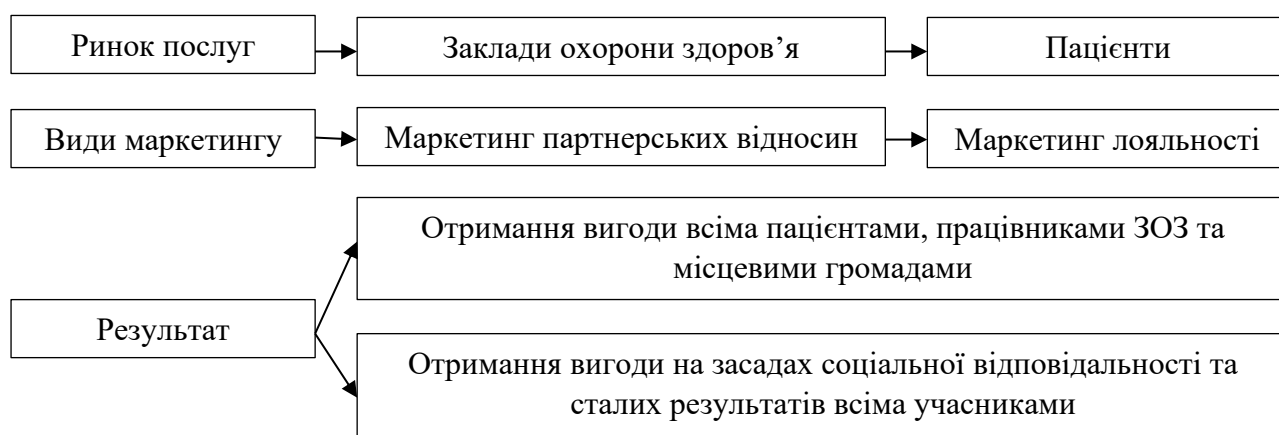 Ринок послуг
Заклади охорони здоров’я
Пацієнти
Види маркетингу
Маркетинг партнерських відносин
Маркетинг лояльності
Отримання вигоди всіма пацієнтами, працівниками ЗОЗ та
місцевими громадами
Результат
Отримання вигоди на засадах соціальної відповідальності та
сталих результатів всіма учасниками